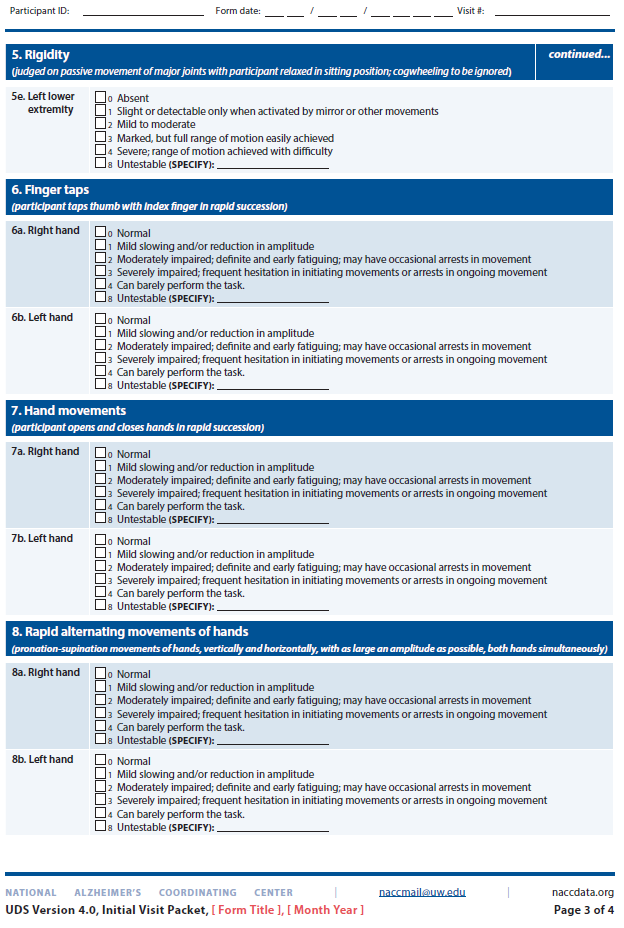 Participant ID: ____________ Form date: __ __ / __ __ / __ __ __ __ Visit #: ____________
5. Rigidity continued...
(judged on passive movement of major joints with participant relaxed in sitting position; cogwheeling to be ignored)
5e. Left lower extremity
☐ 0 Absent
☐ 1 Slight or detectable only when activated by mirror or other movements
☐ 2 Mild to moderate
☐ 3 Marked, but full range of motion easily achieved
☐ 4 Severe; range of motion achieved with difficulty
☐ 8 Untestable (SPECIFY): ____________
6. Finger taps
(participant taps thumb with index finger in rapid succession)
6a. Right hand
☐ 0 Normal
☐ 1 Mild slowing and/or reduction in amplitude
☐ 2 Moderately impaired; definite and early fatiguing; may have occasional arrests in movement
☐ 3 Severely impaired; frequent hesitation in initiating movements or arrests in ongoing movement
☐ 4 Can barely perform the task.
☐ 8 Untestable (SPECIFY): ____________
6b. Left hand
☐ 0 Normal
☐ 1 Mild slowing and/or reduction in amplitude
☐ 2 Moderately impaired; definite and early fatiguing; may have occasional arrests in movement
☐ 3 Severely impaired; frequent hesitation in initiating movements or arrests in ongoing movement
☐ 4 Can barely perform the task.
☐ 8 Untestable (SPECIFY): ____________
7. Hand movements
(participant opens and closes hands in rapid succession)
7a. Right hand
☐ 0 Normal
☐ 1 Mild slowing and/or reduction in amplitude
☐ 2 Moderately impaired; definite and early fatiguing; may have occasional arrests in movement
☐ 3 Severely impaired; frequent hesitation in initiating movements or arrests in ongoing movement
☐ 4 Can barely perform the task.
☐ 8 Untestable (SPECIFY): ____________
7b. Left hand
☐ 0 Normal
☐ 1 Mild slowing and/or reduction in amplitude
☐ 2 Moderately impaired; definite and early fatiguing; may have occasional arrests in movement
☐ 3 Severely impaired; frequent hesitation in initiating movements or arrests in ongoing movement
☐ 4 Can barely perform the task.
☐ 8 Untestable (SPECIFY): ____________
8. Rapid alternating movements of hands
(pronation-supination movements of hands, vertically and horizontally, with as large an amplitude as possible, both hands simultaneously)
8a. Right hand
☐ 0 Normal
☐ 1 Mild slowing and/or reduction in amplitude
☐ 2 Moderately impaired; definite and early fatiguing; may have occasional arrests in movement
☐ 3 Severely impaired; frequent hesitation in initiating movements or arrests in ongoing movement
☐ 4 Can barely perform the task.
☐ 8 Untestable (SPECIFY): ____________
8b. Left hand
☐ 0 Normal
☐ 1 Mild slowing and/or reduction in amplitude
☐ 2 Moderately impaired; definite and early fatiguing; may have occasional arrests in movement
☐ 3 Severely impaired; frequent hesitation in initiating movements or arrests in ongoing movement
☐ 4 Can barely perform the task.
☐ 8 Untestable (SPECIFY): ____________
NATIONAL ALZHEIMER'S COORDINATING CENTER | naccmail@uw.edu | naccdata.org
UDS Version 4.0, Initial Visit Packet, [ Form Title ], [ Month Year ] Page 3 of 4